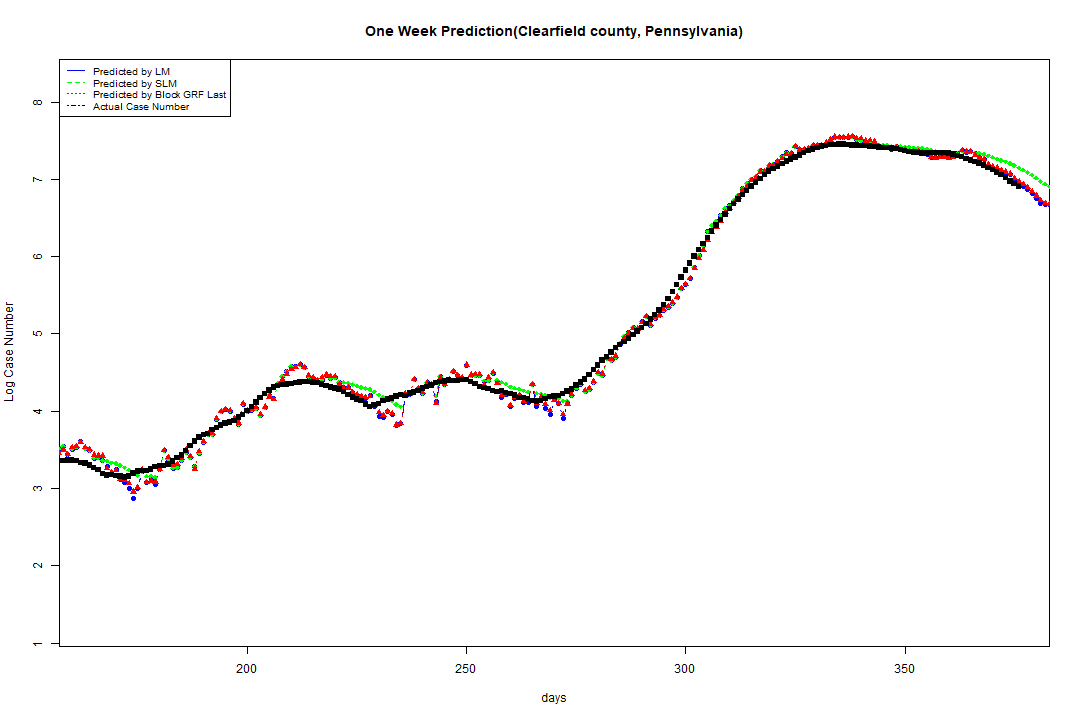 One Week Prediction(Clearfield county, Pennsylvania)
Predicted by LM
Predicted by SLM
Predicted by Block GRF Last
Actual Case Number
8
7
6
5
4
3
2
1
Log Case Number
200
250
300
350
days